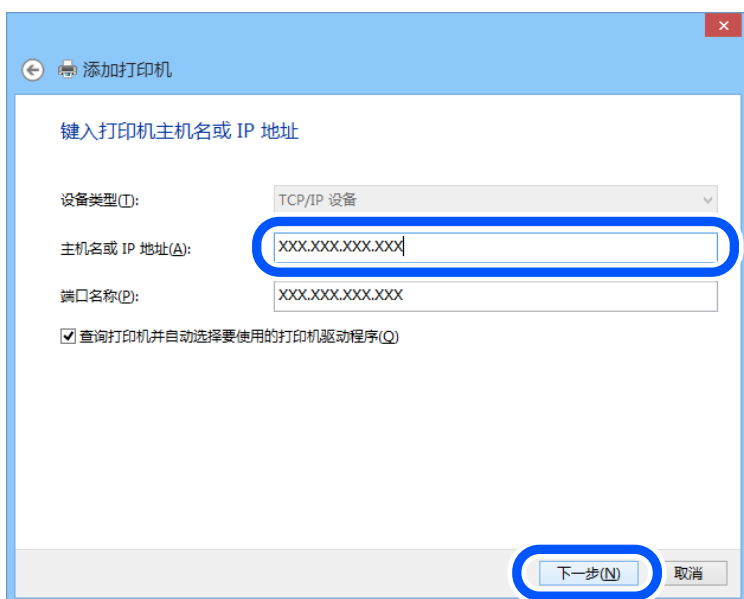 添加打印机
键入打印机主机名或 IP 地址
设备类型(T): TCP/IP 设备
主机名或 IP 地址(A): XXX.XXX.XXX.XXX
端口名称(P): XXX.XXX.XXX.XXX
查询打印机并自动选择要使用的打印机驱动程序(Q)
下一步(N) 取消